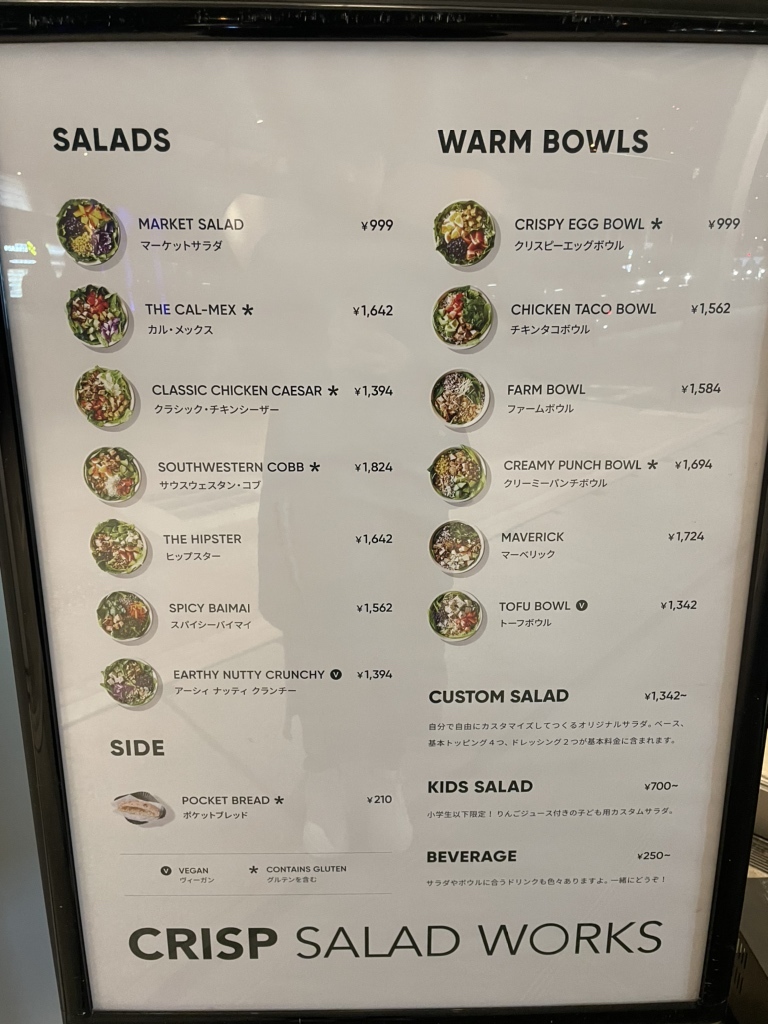 SALADS
MARKET SALAD ¥999
マーケットサラダ
THE CAL-MEX * ¥1,642
カル・メックス
CLASSIC CHICKEN CAESAR * ¥1,394
クラシック・チキンシーザー
SOUTHWESTERN COBB * ¥1,824
サウスウェスタン・コブ
THE HIPSTER ¥1,642
ヒップスター
SPICY BAIMAI ¥1,562
スパイシーバイマイ
EARTHY NUTTY CRUNCHY V ¥1,394
アーシィ ナッティ クランチー
SIDE
POCKET BREAD * ¥210
ポケットブレッド
V VEGAN
ヴィーガン
* CONTAINS GLUTEN
グルテンを含む
WARM BOWLS
CRISPY EGG BOWL * ¥999
クリスピーエッグボウル
CHICKEN TACO BOWL ¥1,562
チキンタコボウル
FARM BOWL ¥1,584
ファームボウル
CREAMY PUNCH BOWL * ¥1,694
クリーミーパンチボウル
MAVERICK ¥1,724
マーベリック
TOFU BOWL V ¥1,342
トーフボウル
CUSTOM SALAD ¥1,342~
自分で自由にカスタマイズしてつくるオリジナルサラダ。ベース、
基本トッピング4つ、ドレッシング2つが基本料金に含まれます。
KIDS SALAD ¥700~
小学生以下限定！りんごジュース付きの子ども用カスタムサラダ。
BEVERAGE ¥250~
サラダやボウルに合うドリンクも色々ありますよ。一緒にどうぞ！
CRISP SALAD WORKS